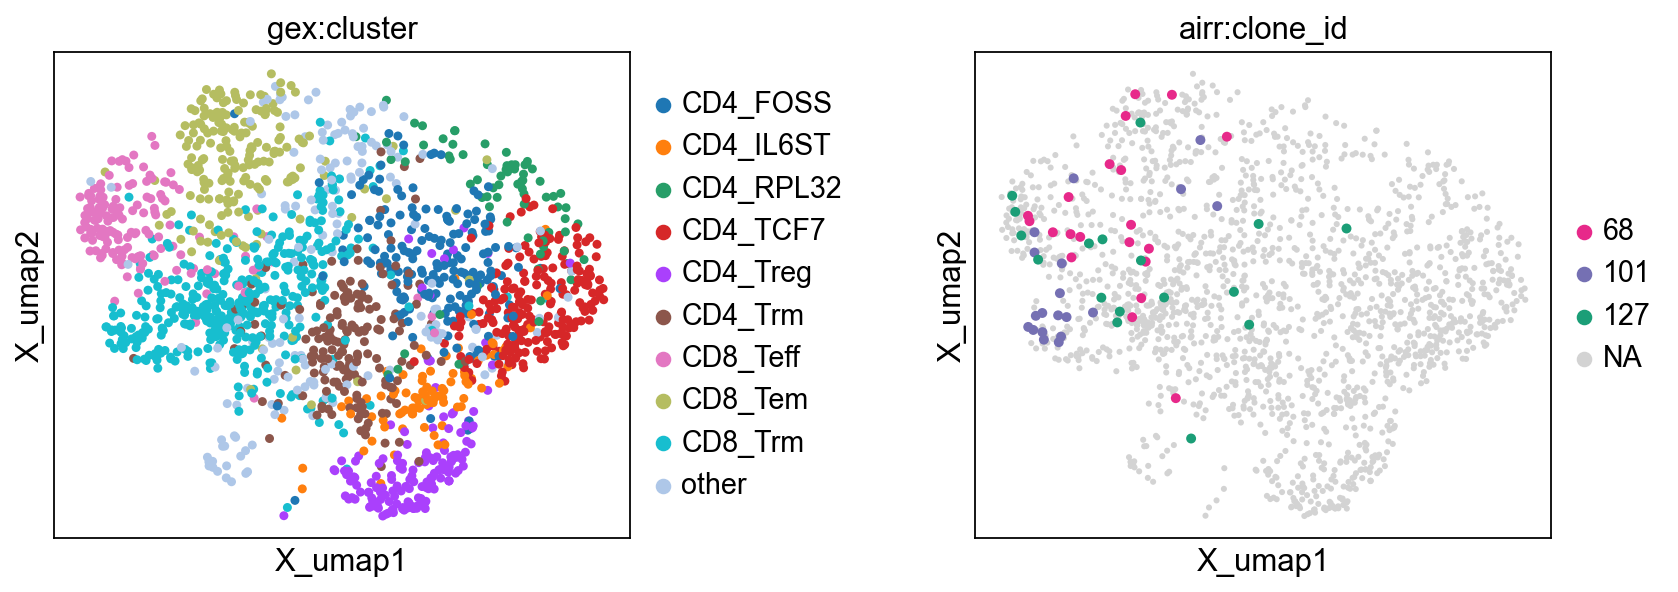 gex:cluster
X_umap2
X_umap1
CD4_FOSS
CD4_IL6ST
CD4_RPL32
CD4_TCF7
CD4_Treg
CD4_Trm
CD8_Teff
CD8_Tem
CD8_Trm
other
airr:clone_id
X_umap2
X_umap1
68
101
127
NA